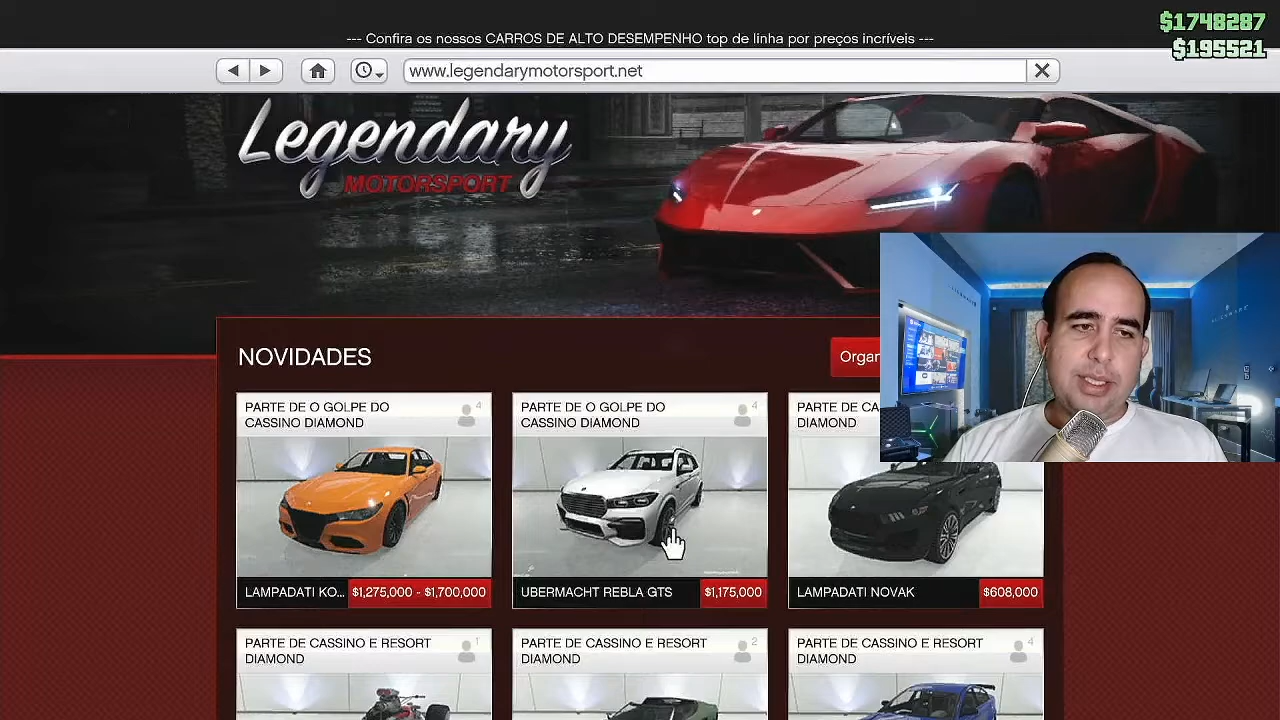 --- Confira os nossos CARROS DE ALTO DESEMPENHO top de linha por preços incríveis ---
$1748287
$195521
www.legendarymotorsport.net
Legendary
MOTORSPORT
NOVIDADES
Organ
PARTE DE O GOLPE DO
CASSINO DIAMOND
4
LAMPADATI KO...
$1,275,000 - $1,700,000
PARTE DE O GOLPE DO
CASSINO DIAMOND
4
UBERMACHT REBLA GTS
$1,175,000
PARTE DE CA
DIAMOND
LAMPADATI NOVAK
$608,000
PARTE DE CASSINO E RESORT
DIAMOND
1
PARTE DE CASSINO E RESORT
DIAMOND
2
PARTE DE CASSINO E RESORT
DIAMOND
4